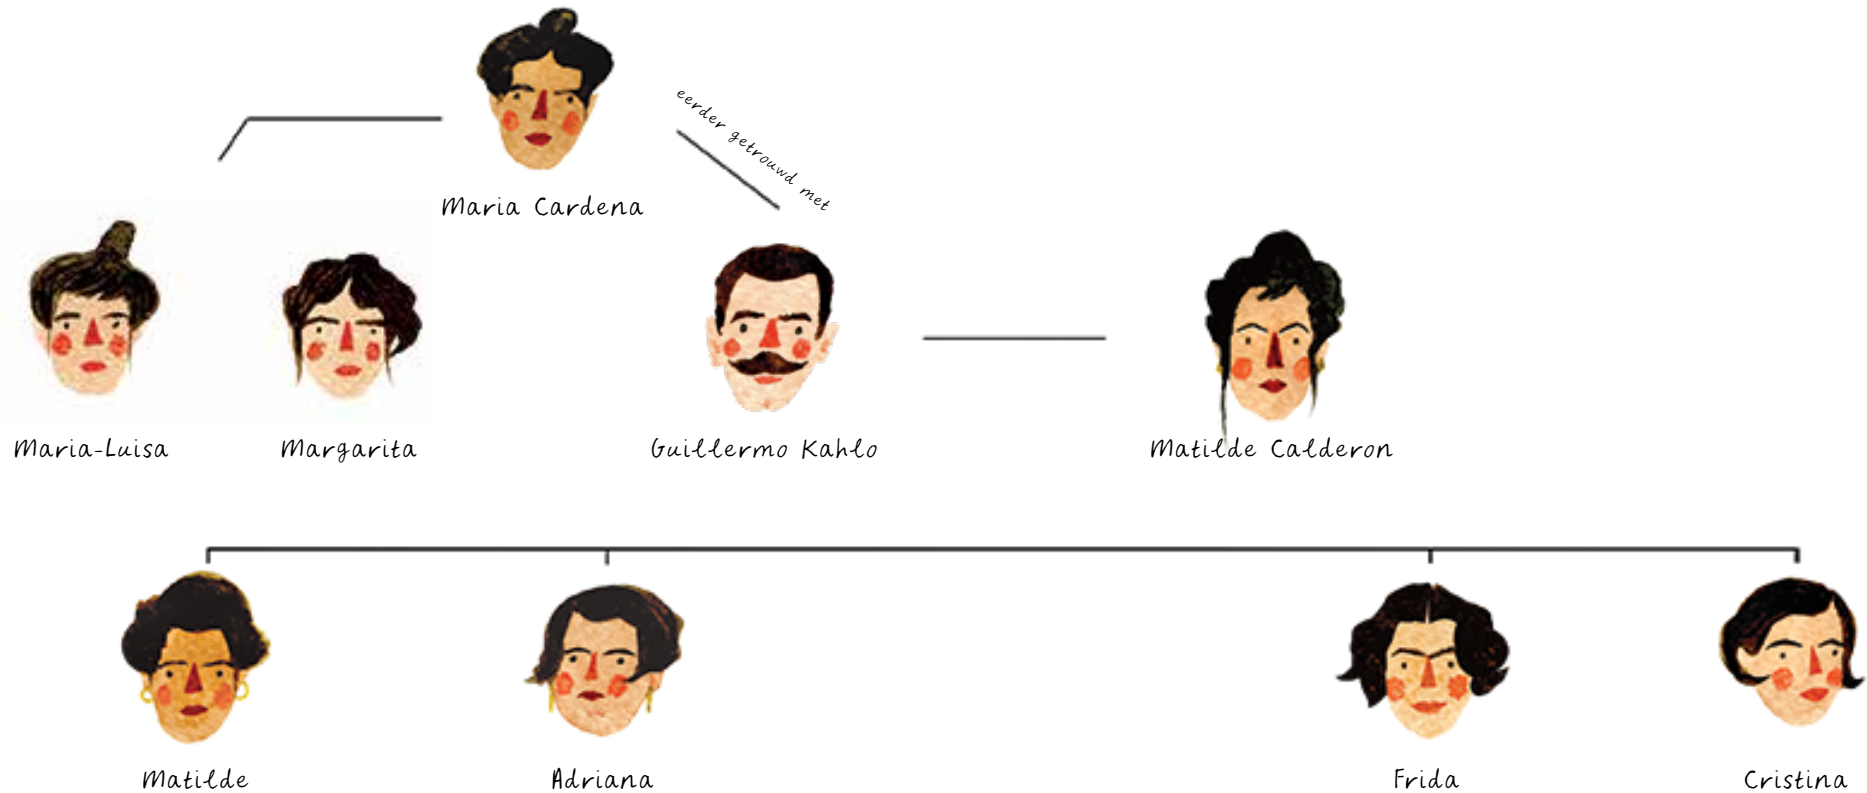 eerder getrouwd met
Maria Cardena
Maria-Luisa
Margarita
Guillermo Kahlo
Matilde Calderon
Matilde
Adriana
Frida
Cristina